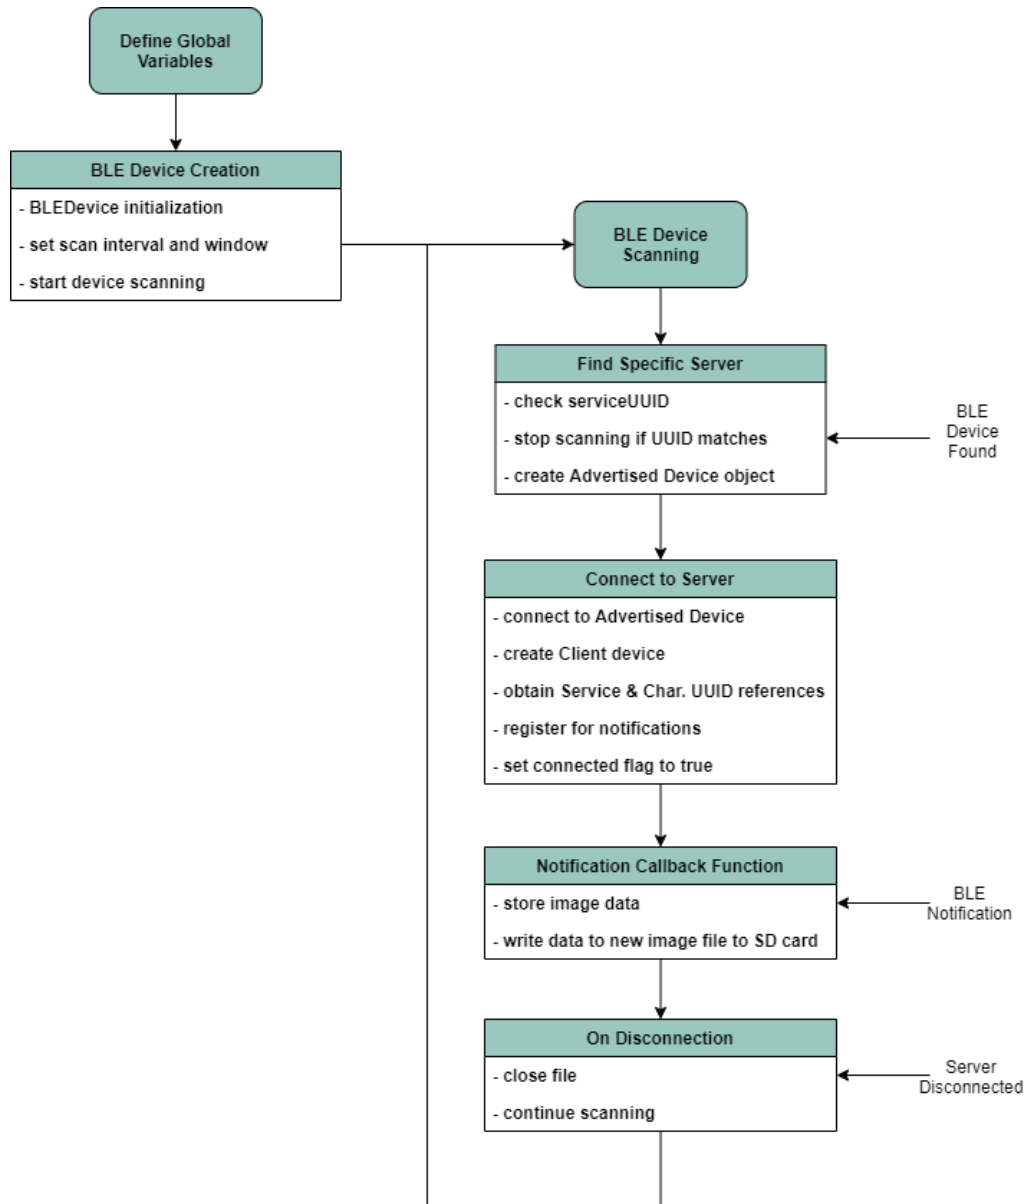 Define Global
Variables
BLE Device Creation
- BLEDevice initialization
- set scan interval and window
- start device scanning
BLE Device
Scanning
Find Specific Server
- check serviceUUID
- stop scanning if UUID matches
- create Advertised Device object
BLE
Device
Found
Connect to Server
- connect to Advertised Device
- create Client device
- obtain Service & Char. UUID references
- register for notifications
- set connected flag to true
Notification Callback Function
- store image data
- write data to new image file to SD card
BLE
Notification
On Disconnection
- close file
- continue scanning
Server
Disconnected